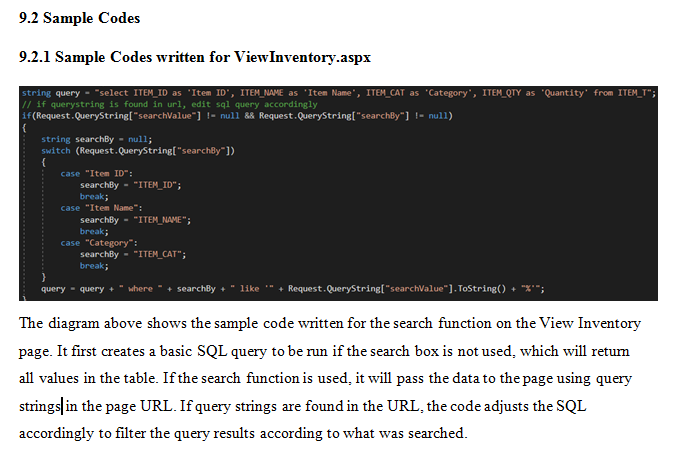 9.2 Sample Codes
9.2.1 Sample Codes written for ViewInventory.aspx
string query = "select ITEM_ID as 'Item ID', ITEM_NAME as 'Item Name', ITEM_CAT as 'Category', ITEM_QTY as 'Quantity' from ITEM_T";
// if querystring is found in url, edit sql query accordingly
if(Request.QueryString["searchValue"] != null && Request.QueryString["searchBy"] != null)
{
string searchBy = null;
switch (Request.QueryString["searchBy"])
{
case "Item ID":
searchBy = "ITEM_ID";
break;
case "Item Name":
searchBy = "ITEM_NAME";
break;
case "Category":
searchBy = "ITEM_CAT";
break;
}
query = query + " where " + searchBy + " like '" + Request.QueryString["searchValue"].ToString() + "%'";
}
The diagram above shows the sample code written for the search function on the View Inventory
page. It first creates a basic SQL query to be run if the search box is not used, which will return
all values in the table. If the search function is used, it will pass the data to the page using query
strings in the page URL. If query strings are found in the URL, the code adjusts the SQL
accordingly to filter the query results according to what was searched.